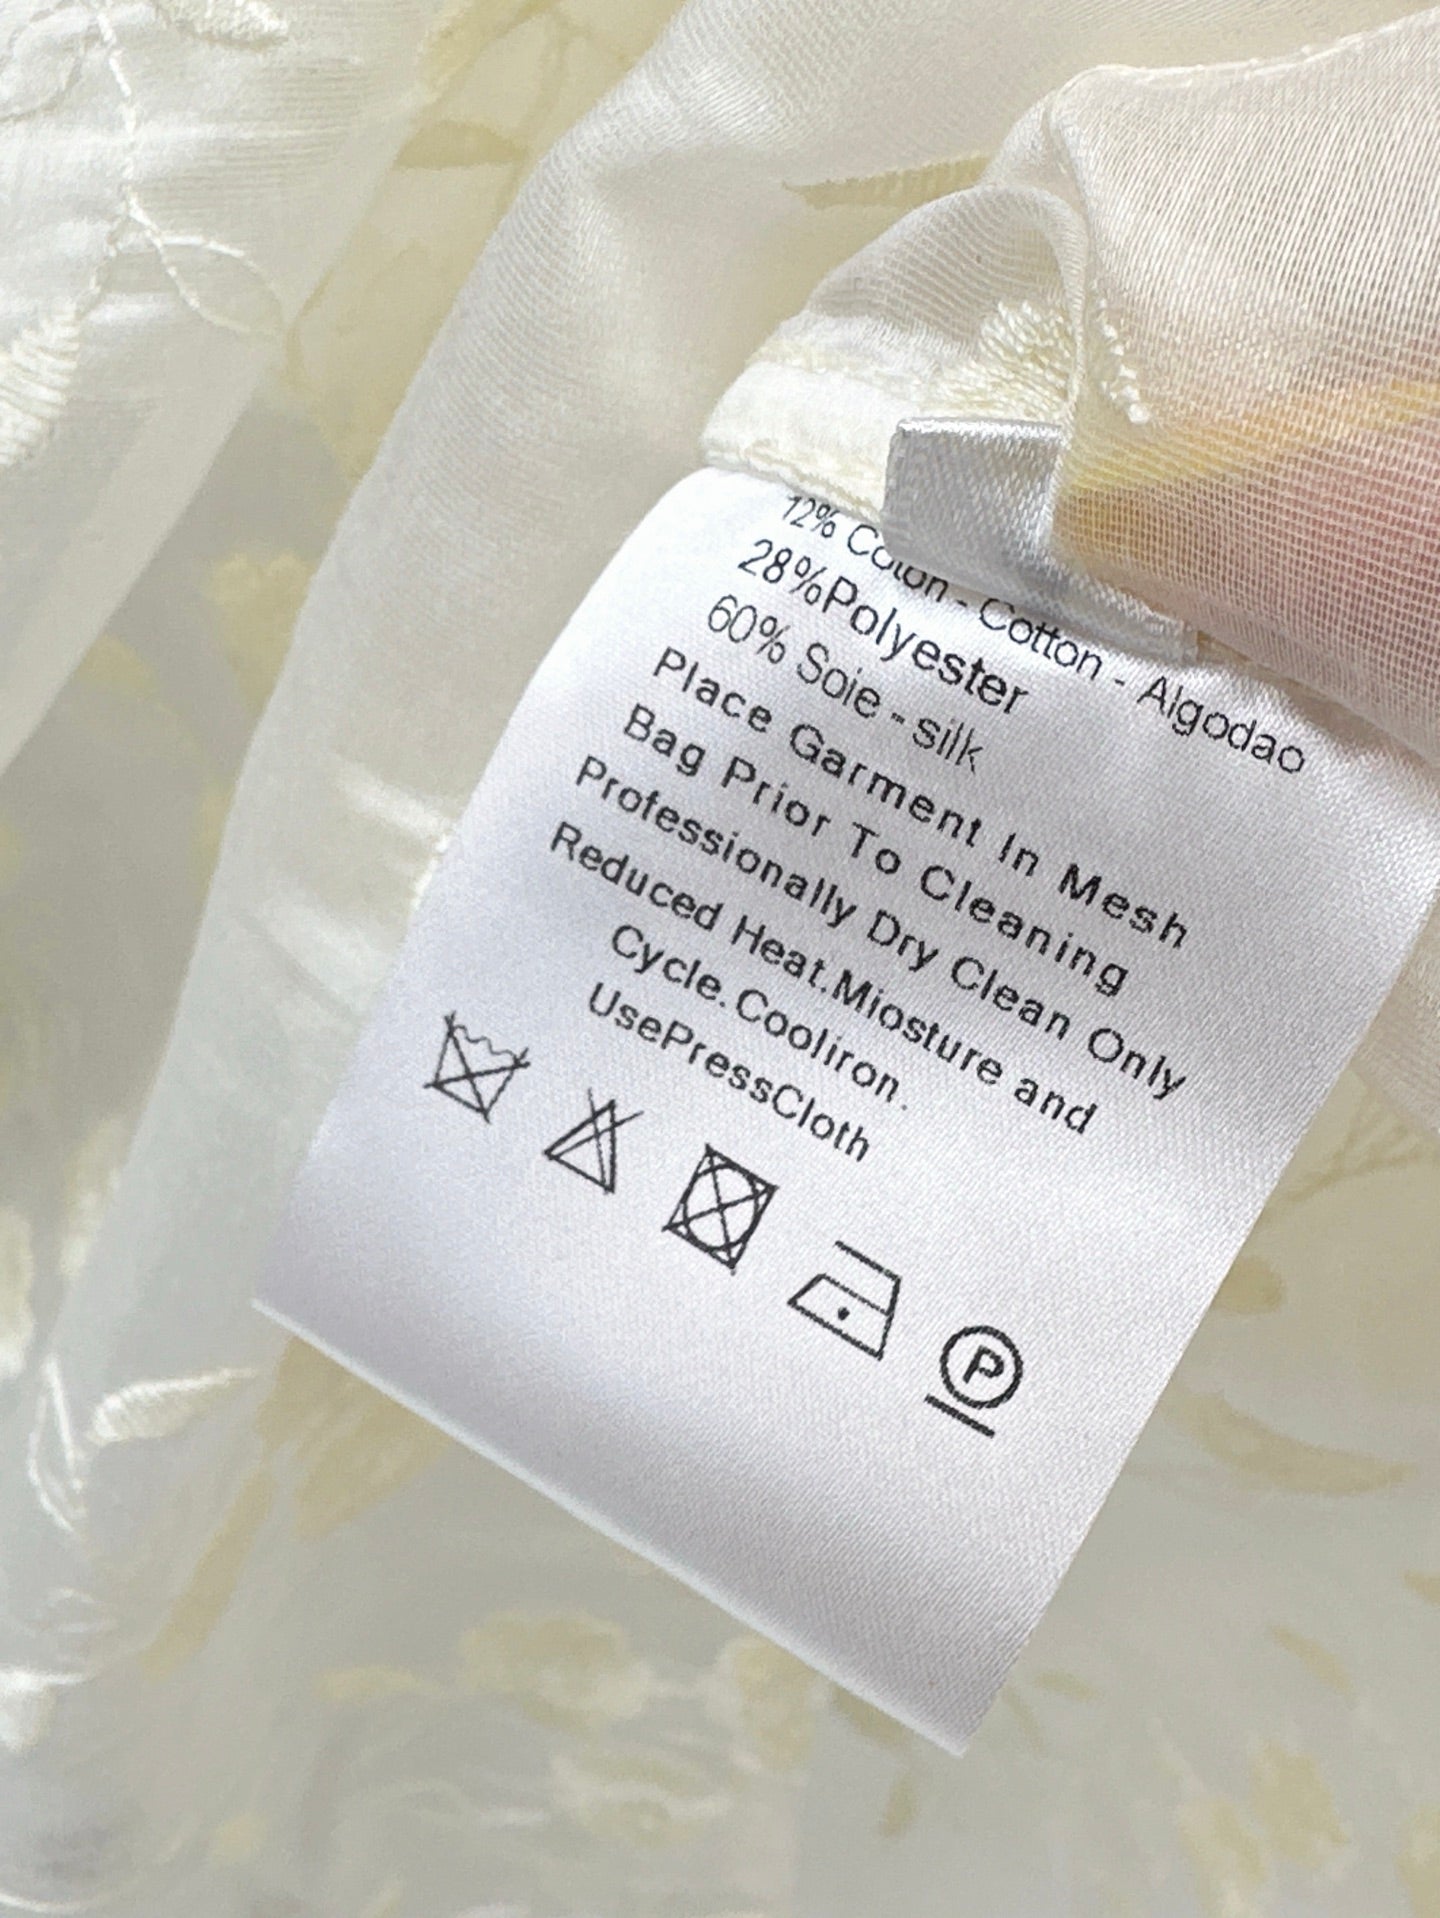 12% Coton - Cotton - Algodao
28%Polyester
60% Soie - silk
Place Garment In Mesh
Bag Prior To Cleaning
Professionally Dry Clean Only
Reduced Heat.Miosture and
Cycle.Cooliron.
UsePressCloth
P